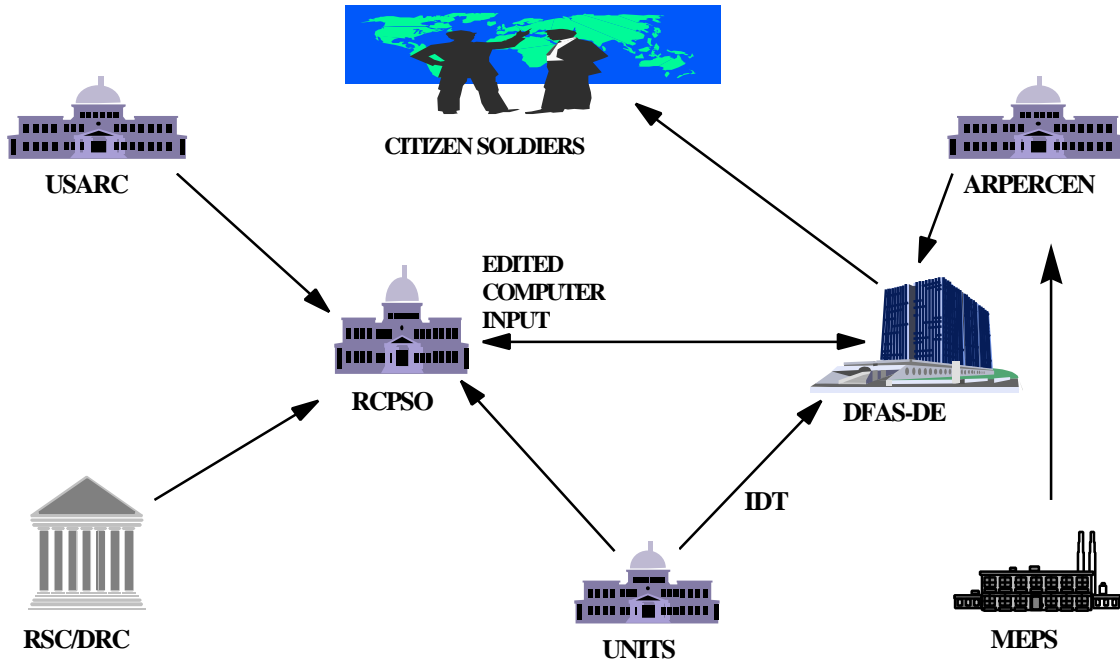 CITIZEN SOLDIERS
USARC
ARPERCEN
EDITED
COMPUTER
INPUT
RCPSO
DFAS-DE
IDT
RSC/DRC
UNITS
MEPS